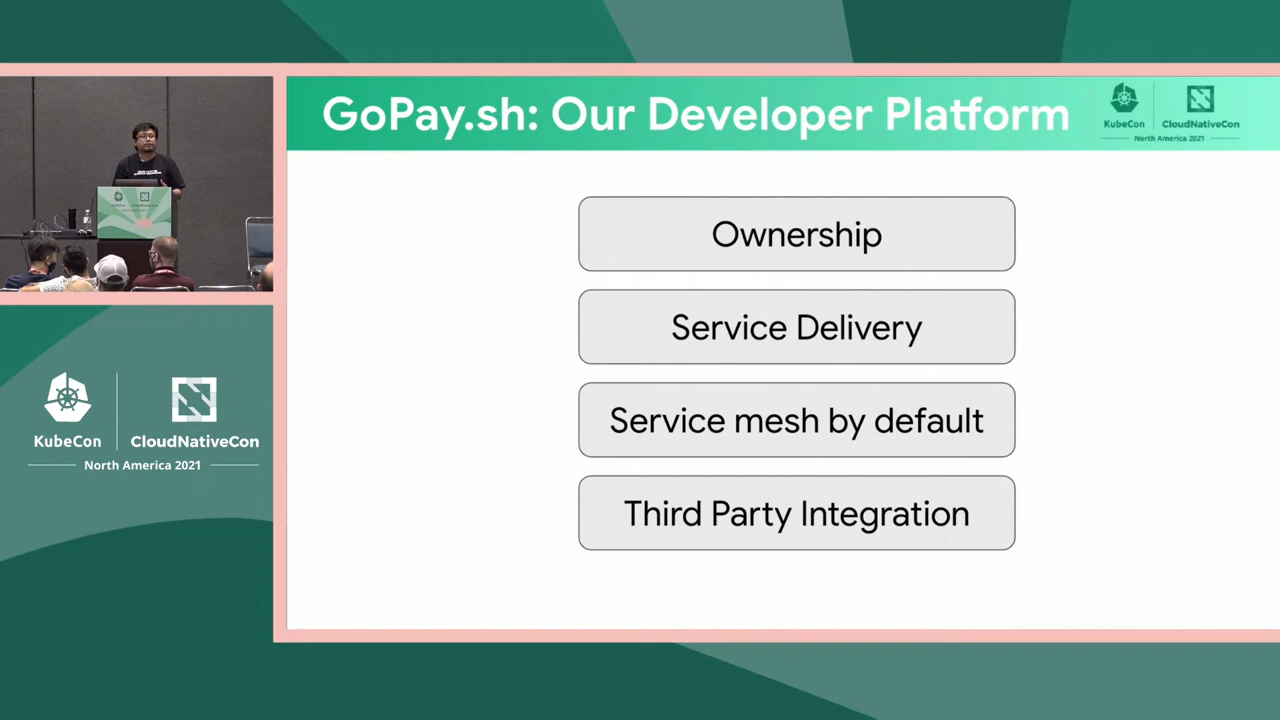 GoPay.sh: Our Developer Platform
KubeCon
CloudNativeCon
North America 2021
Ownership
Service Delivery
Service mesh by default
Third Party Integration
KubeCon
CloudNativeCon
North America 2021